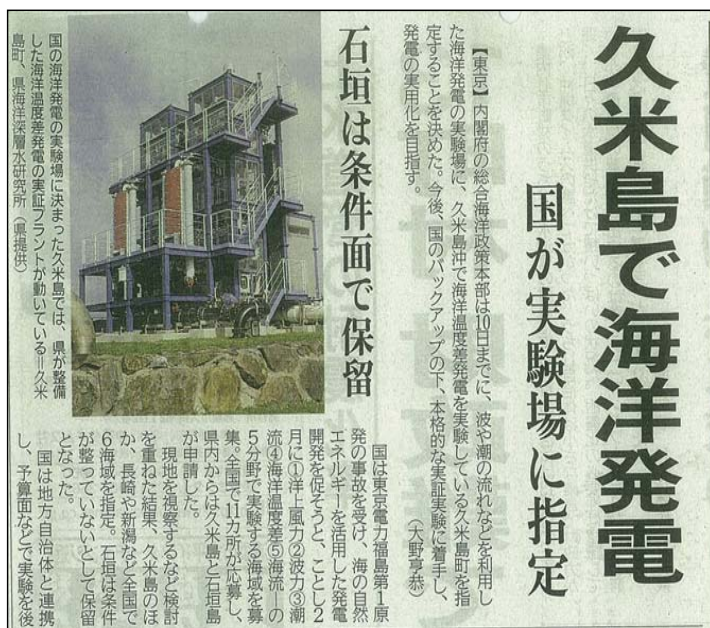 久米島で海洋発電
国が実験場に指定
石垣は条件面で保留
【東京】内閣府の総合海洋政策本部は10日までに、波や潮の流れなどを利用し
た海洋発電の実験場に、久米島沖で海洋温度差発電を実験している久米島町を指
定することを決めた。今後、国のバックアップの下、本格的な実証実験に着手し、
発電の実用化を目指す。
（大野亨恭）
国の海洋発電の実験場に決まった久米島では、県が整備
した海洋温度差発電の実証プラントが動いている＝久米
島町、県海洋深層水研究所（県提供）
国は東京電力福島第１原
発の事故を受け、海の自然
エネルギーを活用した発電
開発を促そうと、ことし２
月に①洋上風力②波力③潮
流④海洋温度差⑤海流―の
５分野で実験する海域を募
集。全国で11カ所が応募し、
県内からは久米島と石垣島
が申請した。
現地を視察するなど検討
を重ねた結果、久米島のほ
か、長崎や新潟など全国で
６海域を指定。石垣は条件
が整っていないとして保留
となった。
国は地方自治体と連携
し、予算面などで実験を後